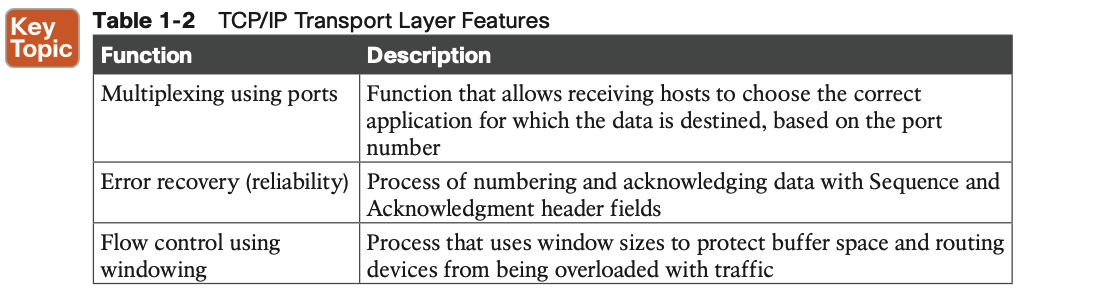 Key
Topic
Table 1-2 TCP/IP Transport Layer Features
Function Description
Multiplexing using ports Function that allows receiving hosts to choose the correct
application for which the data is destined, based on the port
number
Error recovery (reliability) Process of numbering and acknowledging data with Sequence and
Acknowledgment header fields
Flow control using Process that uses window sizes to protect buffer space and routing
windowing devices from being overloaded with traffic